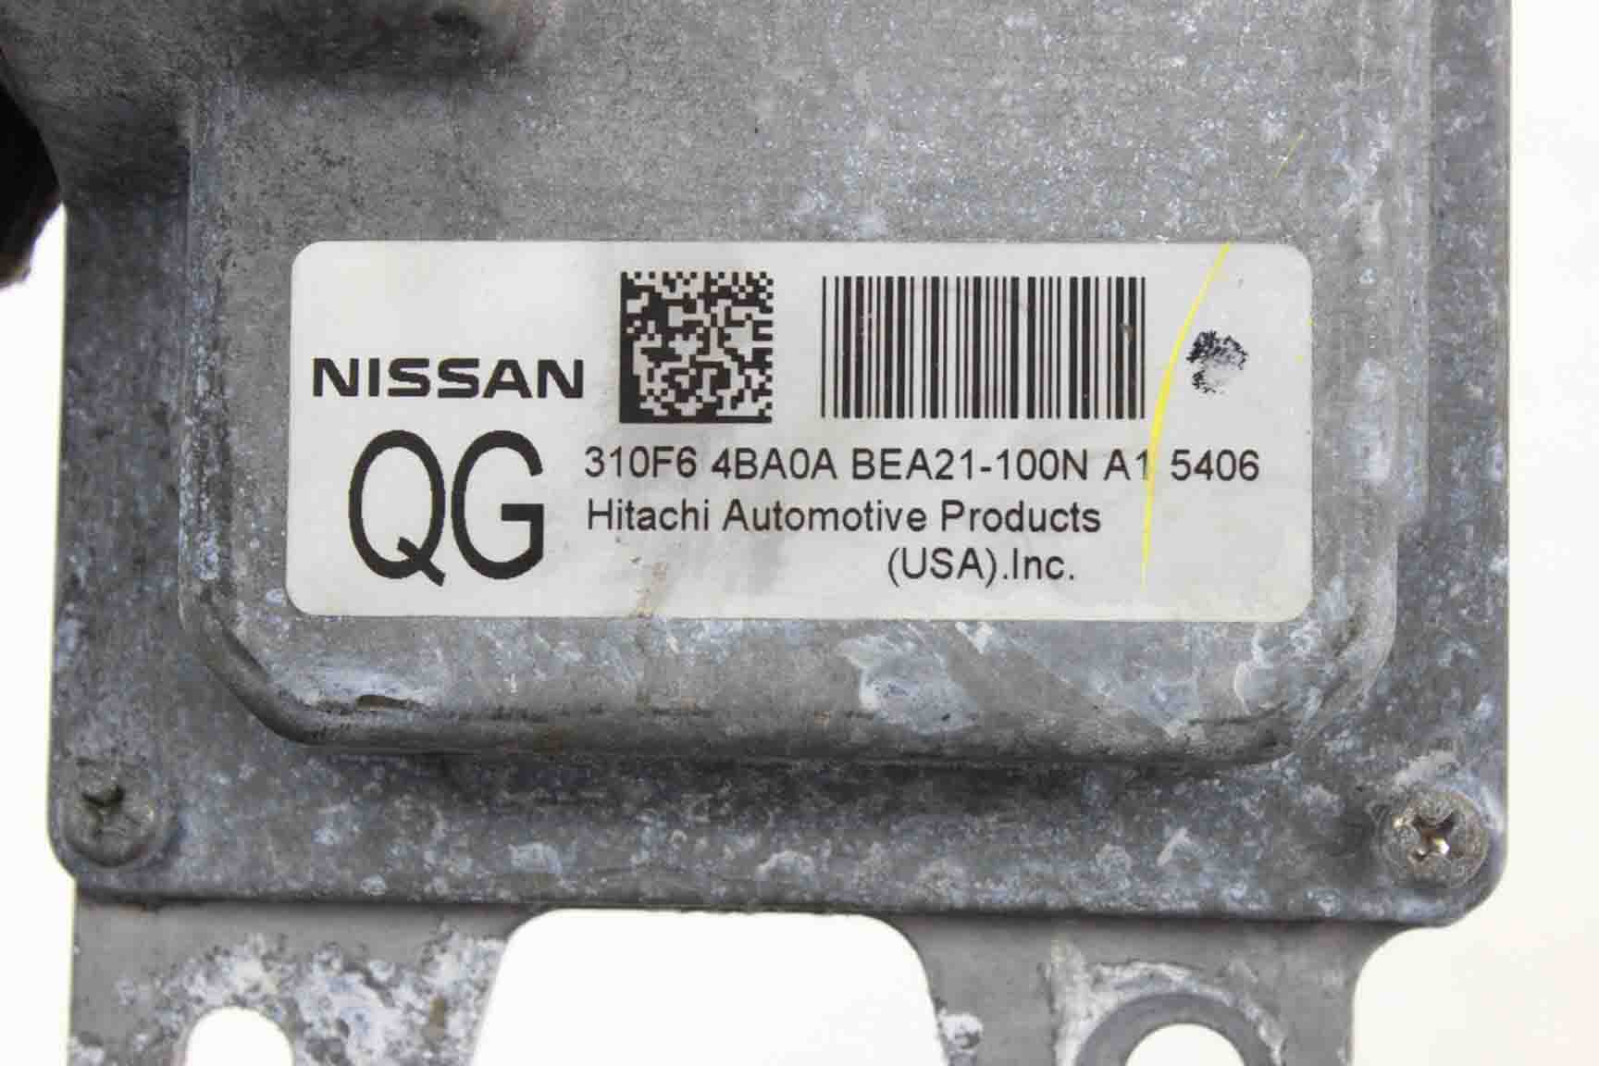 NISSAN
QG
310F6 4BA0A BEA21-100N A1 5406
Hitachi Automotive Products
(USA).Inc.